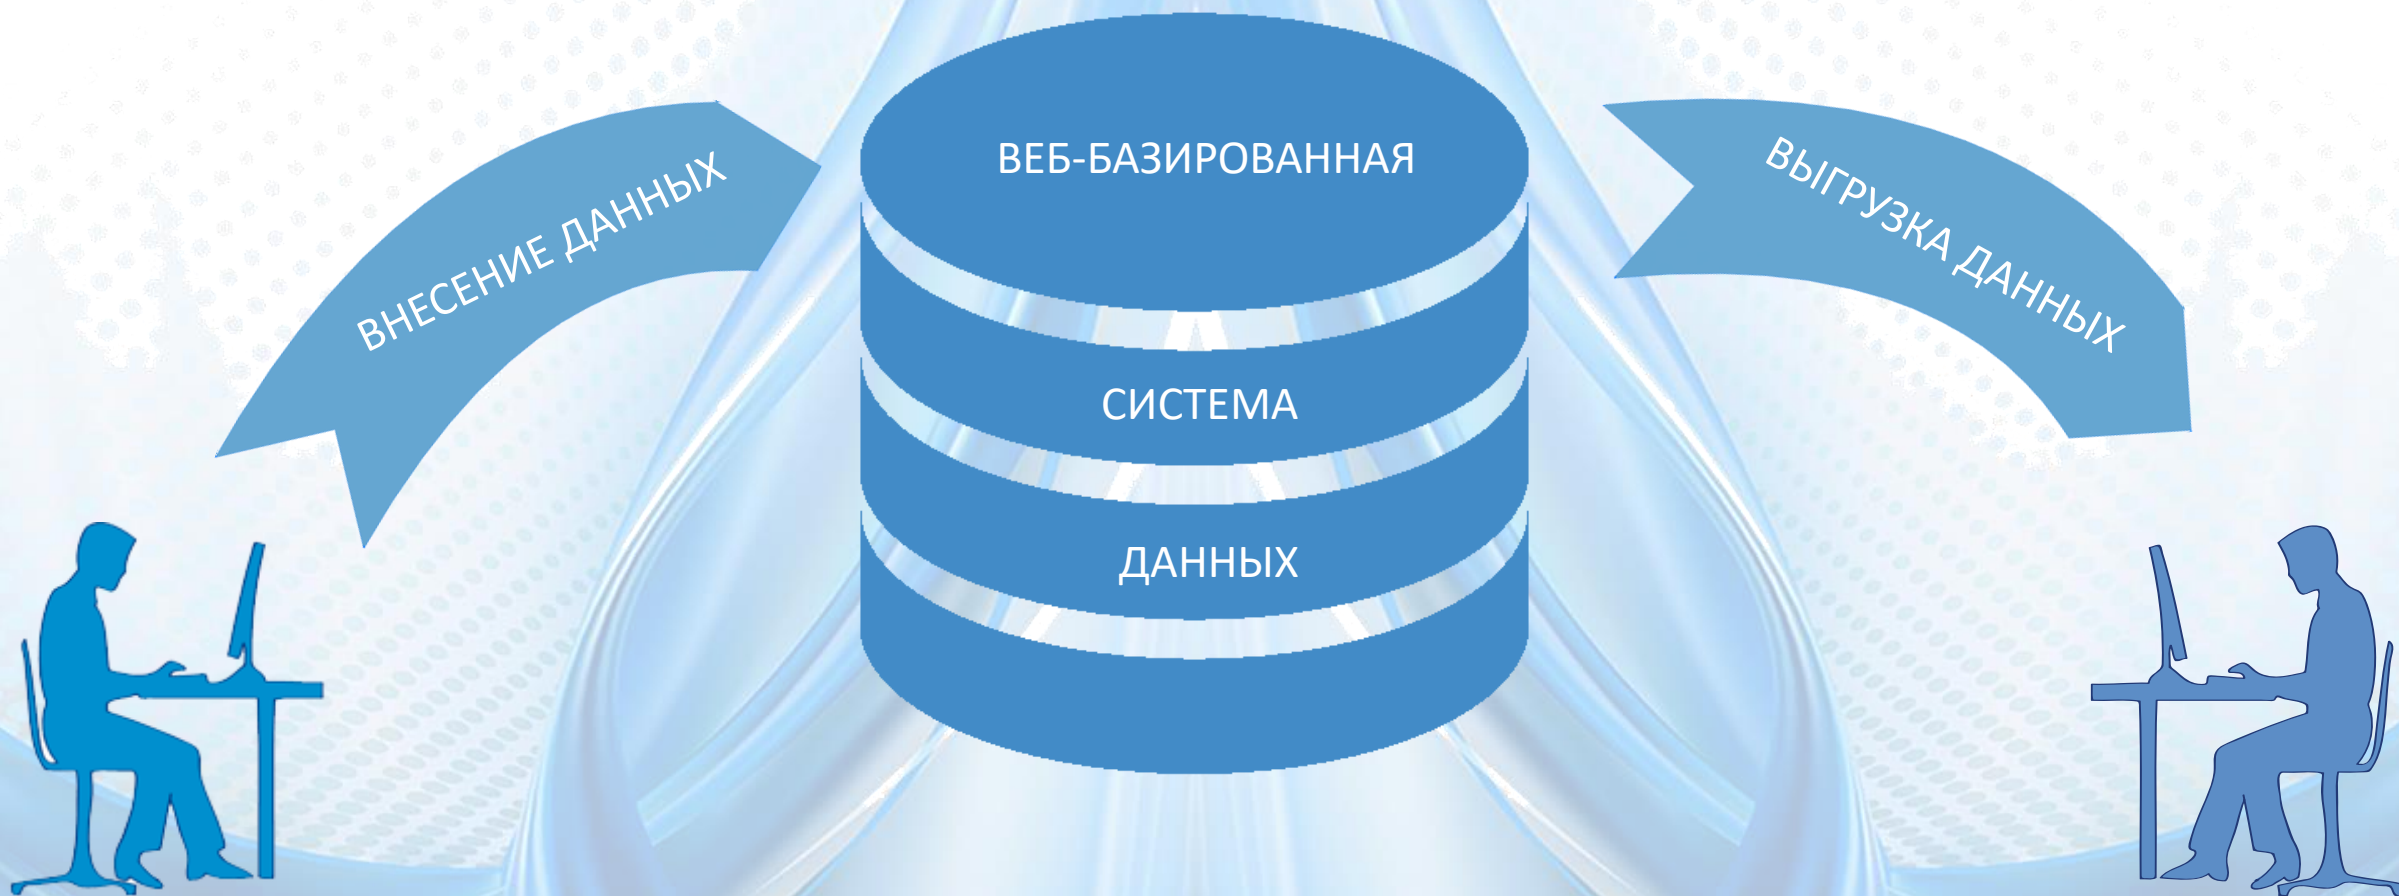 ВНЕСЕНИЕ ДАННЫХ
ВЕБ-БАЗИРОВАННАЯ
СИСТЕМА
ДАННЫХ
ВЫГРУЗКА ДАННЫХ